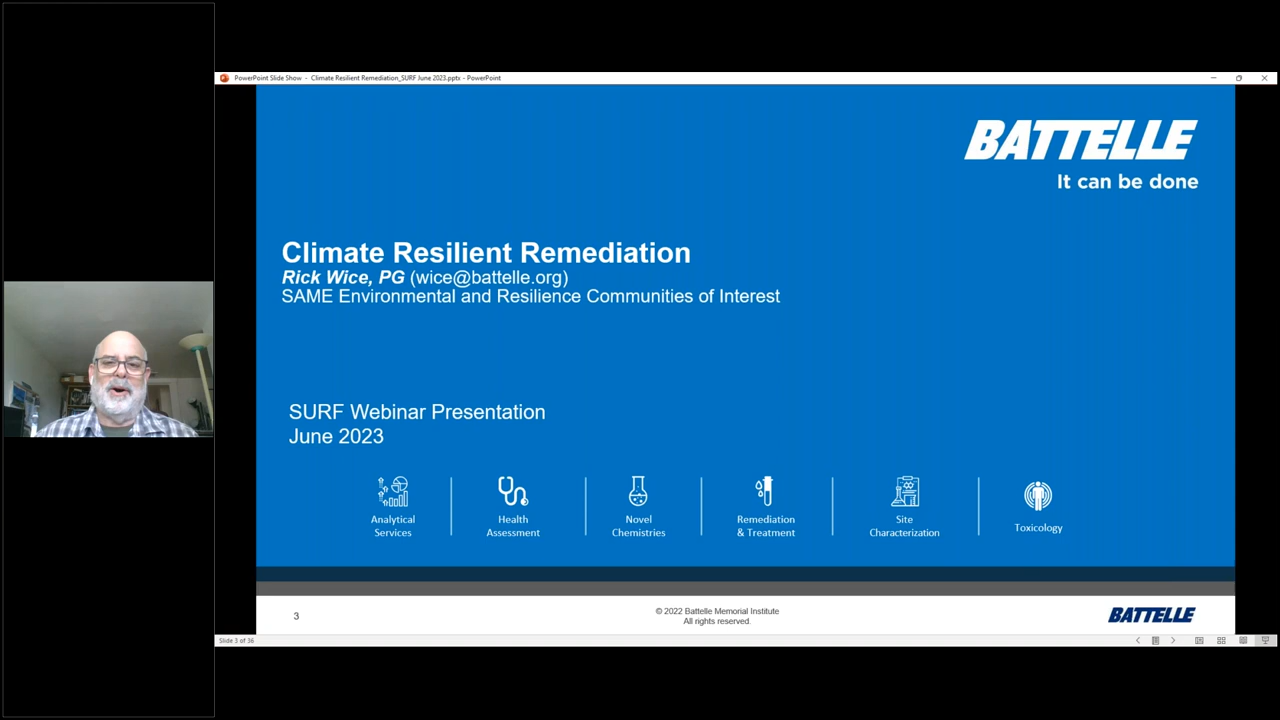 PowerPoint Slide Show - Climate Resilient Remediation_SURF June 2023.pptx - PowerPoint
BATTELLE
It can be done
Climate Resilient Remediation
Rick Wice, PG (wice@battelle.org)
SAME Environmental and Resilience Communities of Interest
SURF Webinar Presentation
June 2023
Analytical
Services
Health
Assessment
Novel
Chemistries
Remediation
& Treatment
Site
Characterization
Toxicology
3
© 2022 Battelle Memorial Institute
All rights reserved.
BATTELLE
Slide 3 of 36